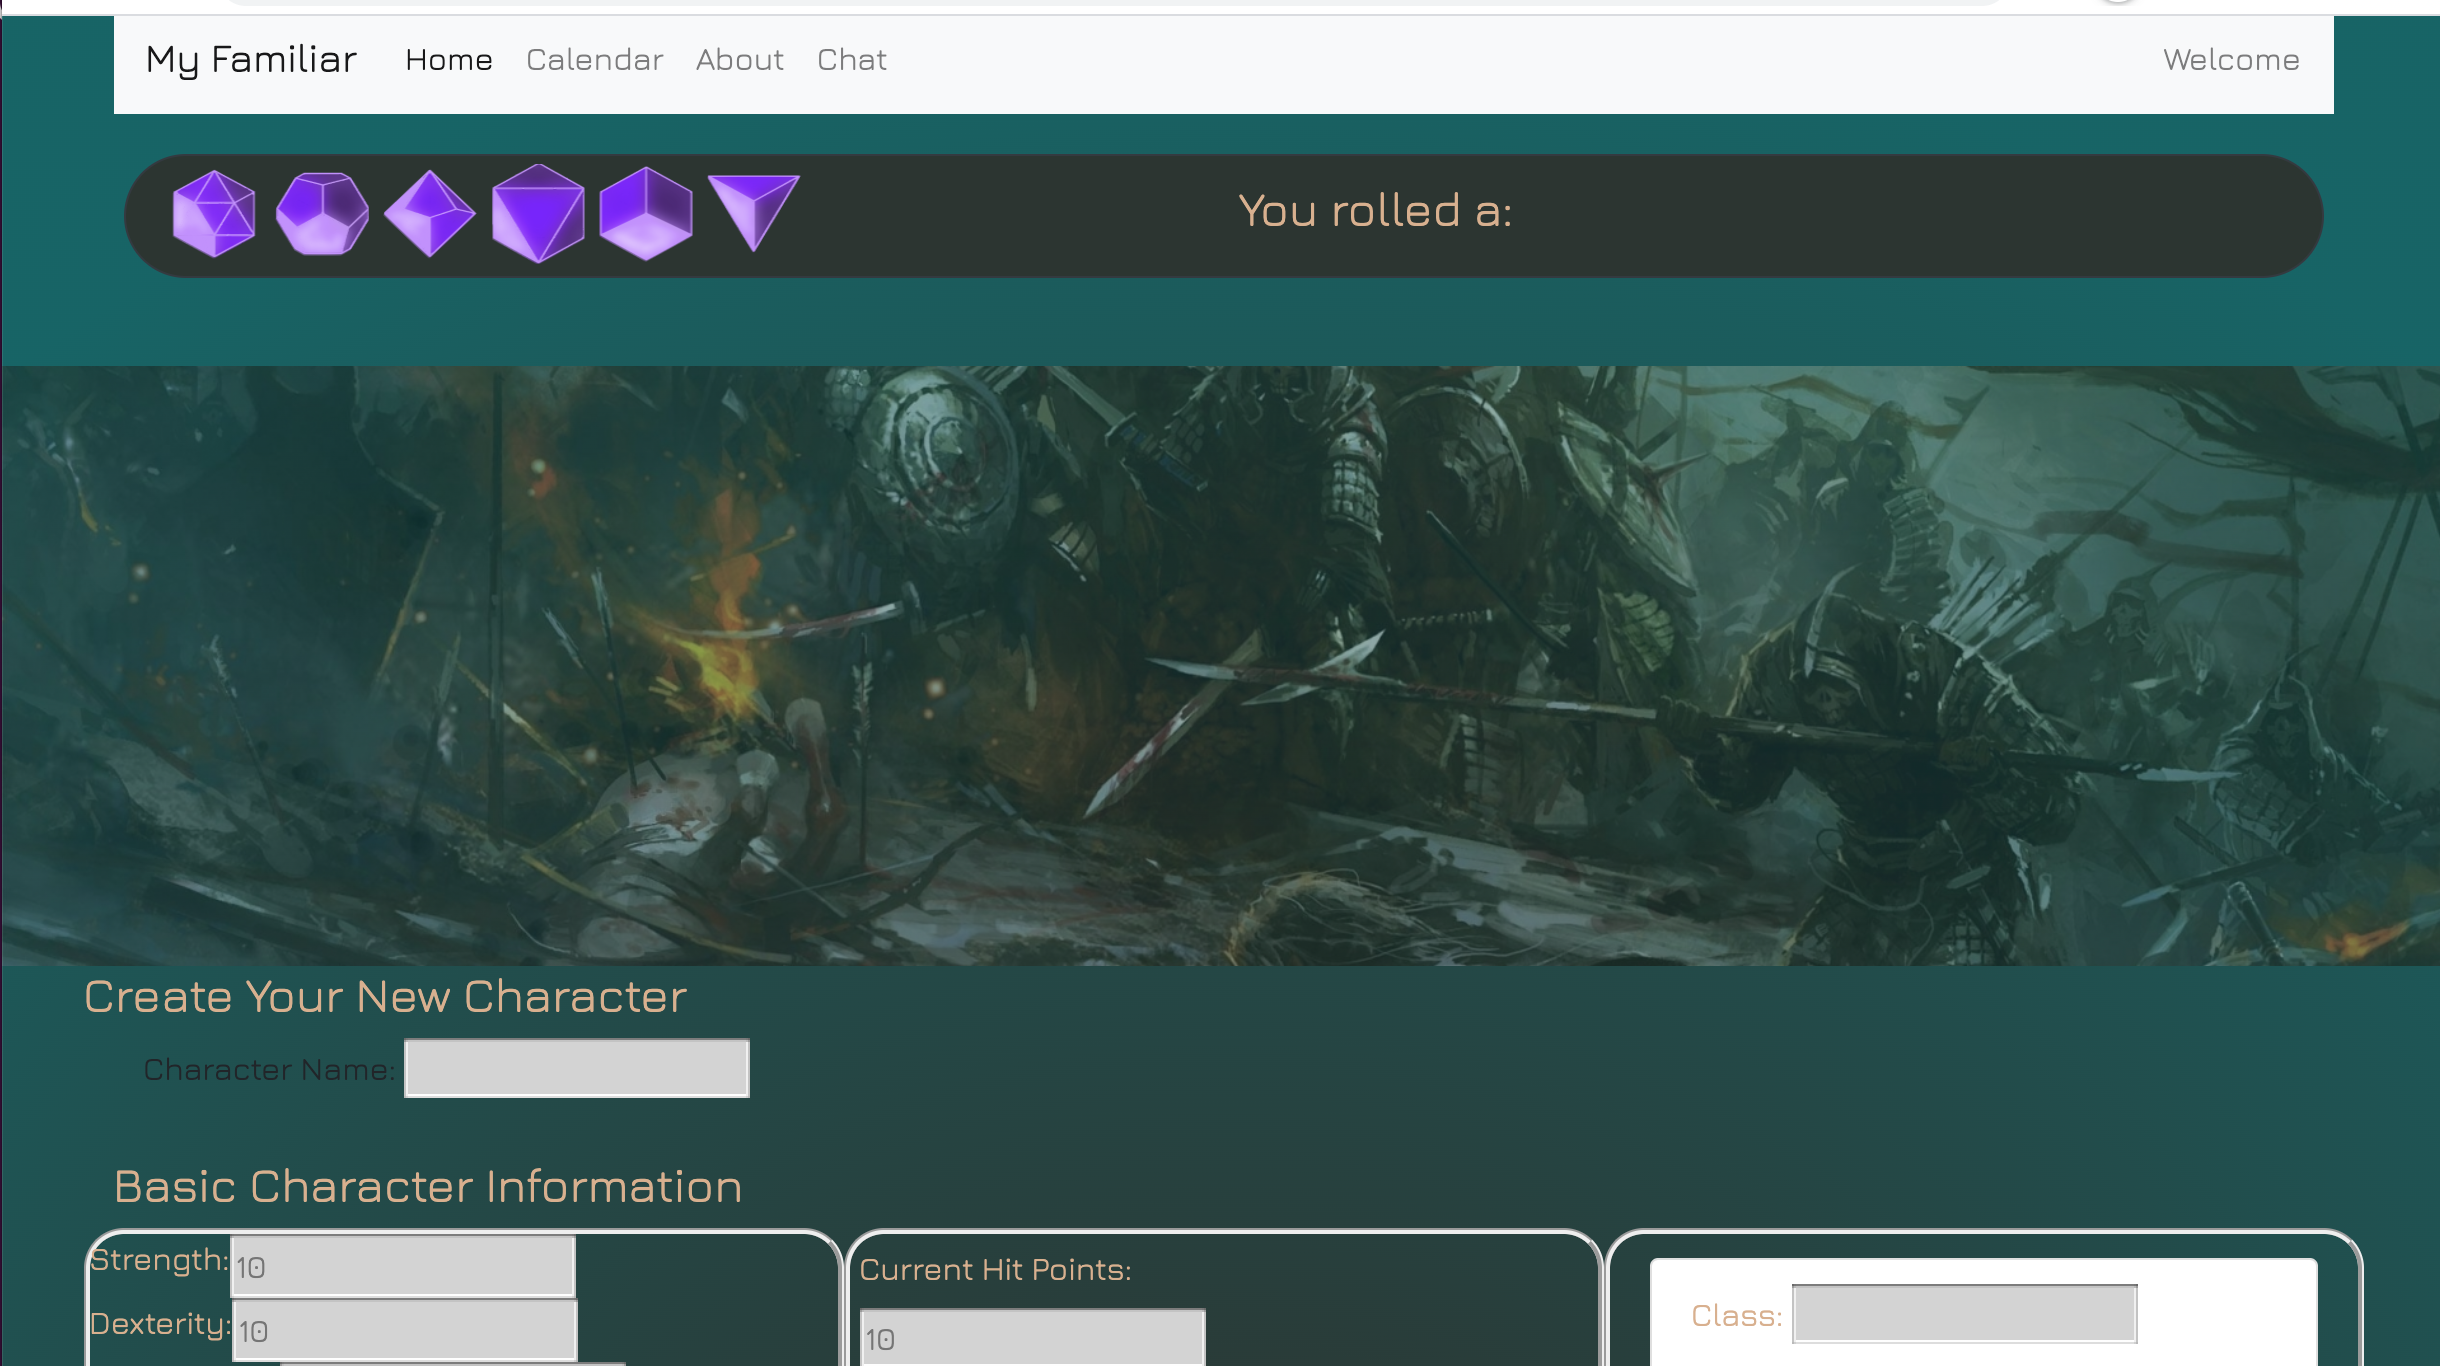 My Familiar Home Calendar About Chat Welcome
You rolled a:
Create Your New Character
Character Name:
Basic Character Information
Strength: 10
Dexterity: 10
Current Hit Points:
10
Class: